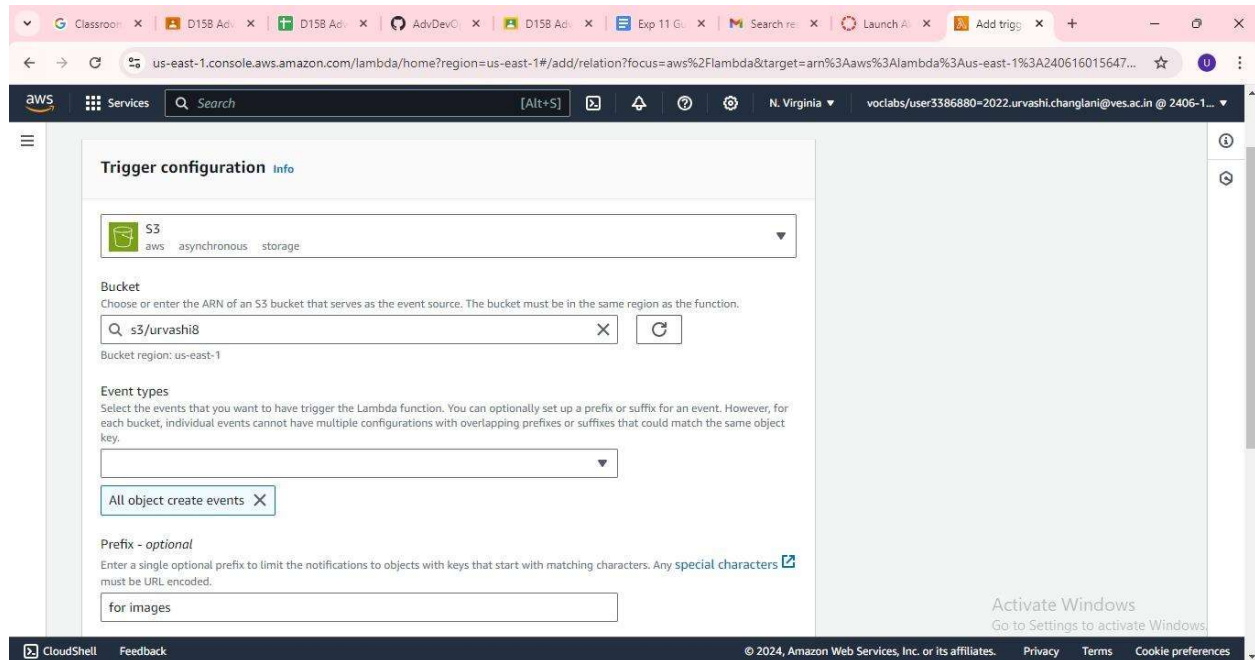 Classroon
D15B Adv
D15B Adv
AdvDevO
D15B Adv
Exp 11 Gu
Search re
Launch A
Add trigg
us-east-1.console.aws.amazon.com/lambda/home?region=us-east-1#/add/relation?focus=aws%2Flambda&target=arn%3Aaws%3Alambda%3Aus-east-1%3A240616015647...
U
aws Services Search [Alt+S] N. Virginia voclabs/user3386880=2022.urvashi.changlani@ves.ac.in @ 2406-1...
Trigger configuration Info
S3
aws asynchronous storage
Bucket
Choose or enter the ARN of an S3 bucket that serves as the event source. The bucket must be in the same region as the function.
s3/urvashi8
Bucket region: us-east-1
Event types
Select the events that you want to have trigger the Lambda function. You can optionally set up a prefix or suffix for an event. However, for
each bucket, individual events cannot have multiple configurations with overlapping prefixes or suffixes that could match the same object
key.
All object create events
Prefix - optional
Enter a single optional prefix to limit the notifications to objects with keys that start with matching characters. Any special characters
must be URL encoded.
for images
Activate Windows
Go to Settings to activate Windows.
CloudShell Feedback © 2024, Amazon Web Services, Inc. or its affiliates. Privacy Terms Cookie preferences